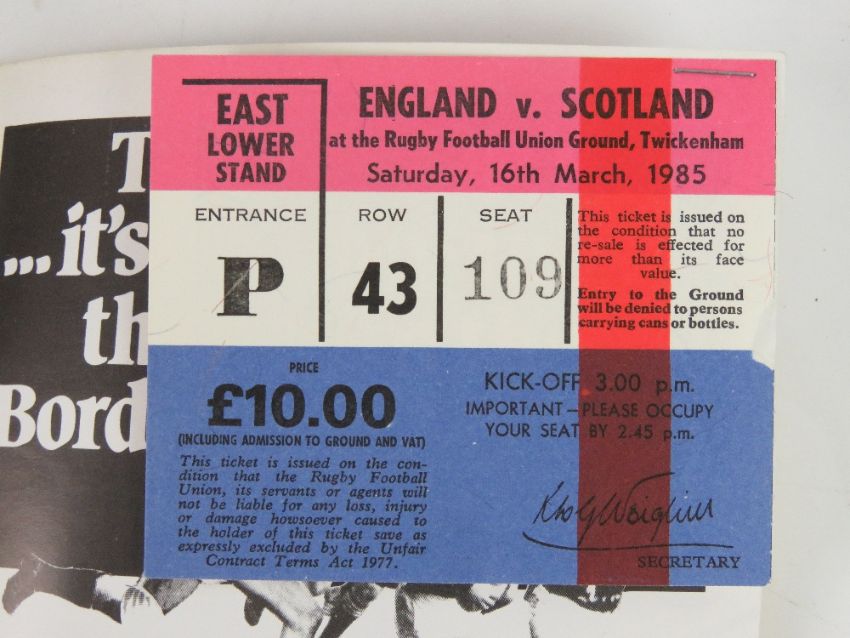 EAST
LOWER
STAND
ENGLAND v. SCOTLAND
at the Rugby Football Union Ground, Twickenham
Saturday, 16th March, 1985
ENTRANCE
P
ROW
43
SEAT
109
This ticket is issued on
the condition that no
re-sale is effected for
more than its face
value.
Entry to the Ground
will be denied to persons
carrying cans or bottles.
PRICE
£10.00
(INCLUDING ADMISSION TO GROUND AND VAT)
This ticket is issued on the con-
dition that the Rugby Football
Union, its servants or agents will
not be liable for any loss, injury
or damage howsoever caused to
the holder of this ticket save as
expressly excluded by the Unfair
Contract Terms Act 1977.
KICK-OFF 3.00 p.m.
IMPORTANT—PLEASE OCCUPY
YOUR SEAT BY 2.45 p.m.
SECRETARY
T
...it's
th
Bord